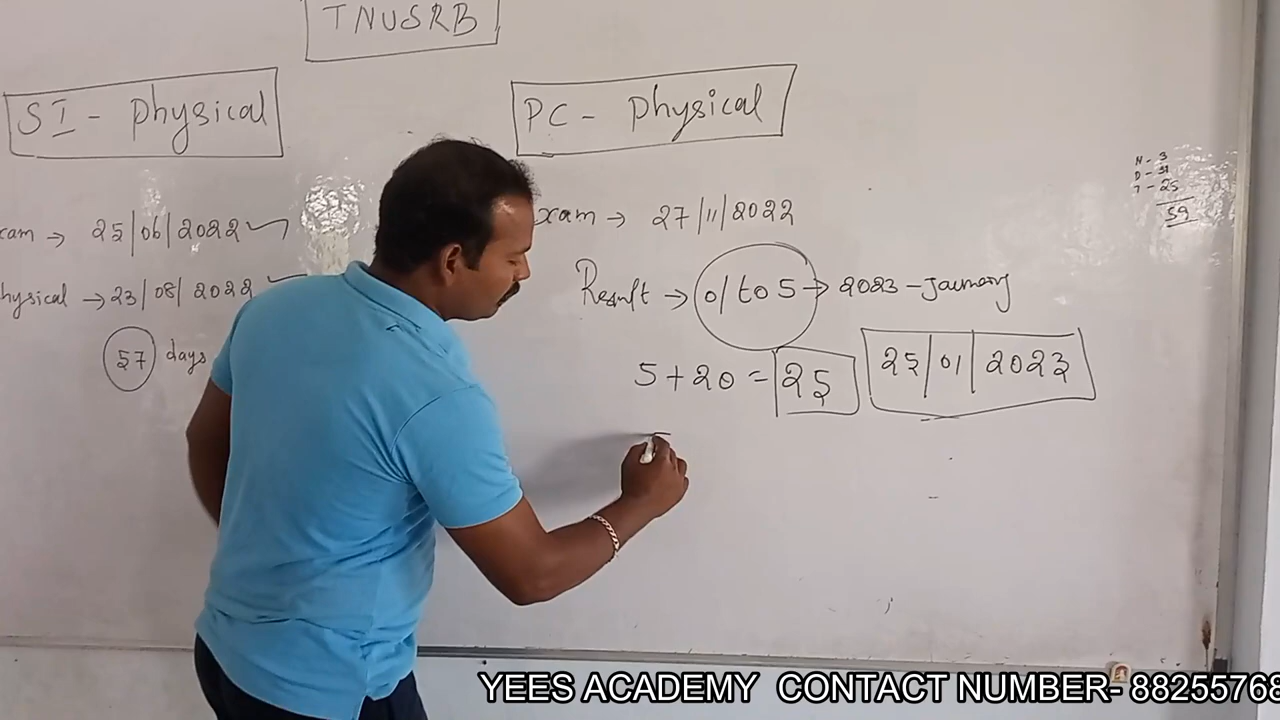 TNUSRB
SI - Physical
xam → 25/06/2022
hysical → 23/08/2022
57 days
PC - Physical
xam → 27/11/2022
Result → 01 to 5 → 2023 - January
5 + 20 = 25
25/01/2023
N - 3
D - 31
J - 25
59
YEES ACADEMY CONTACT NUMBER- 88255768